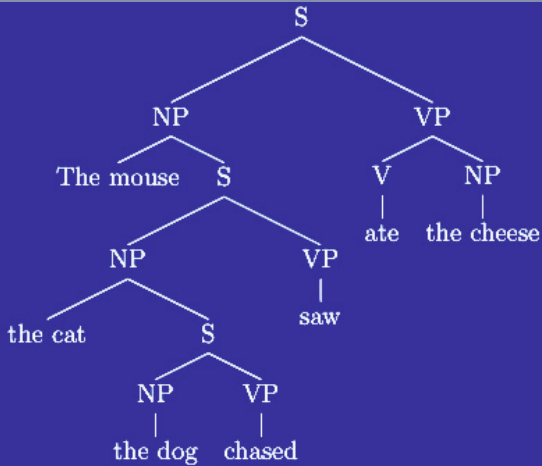 S
NP VP
The mouse S V NP
ate the cheese
NP VP
saw
the cat S
NP VP
the dog chased